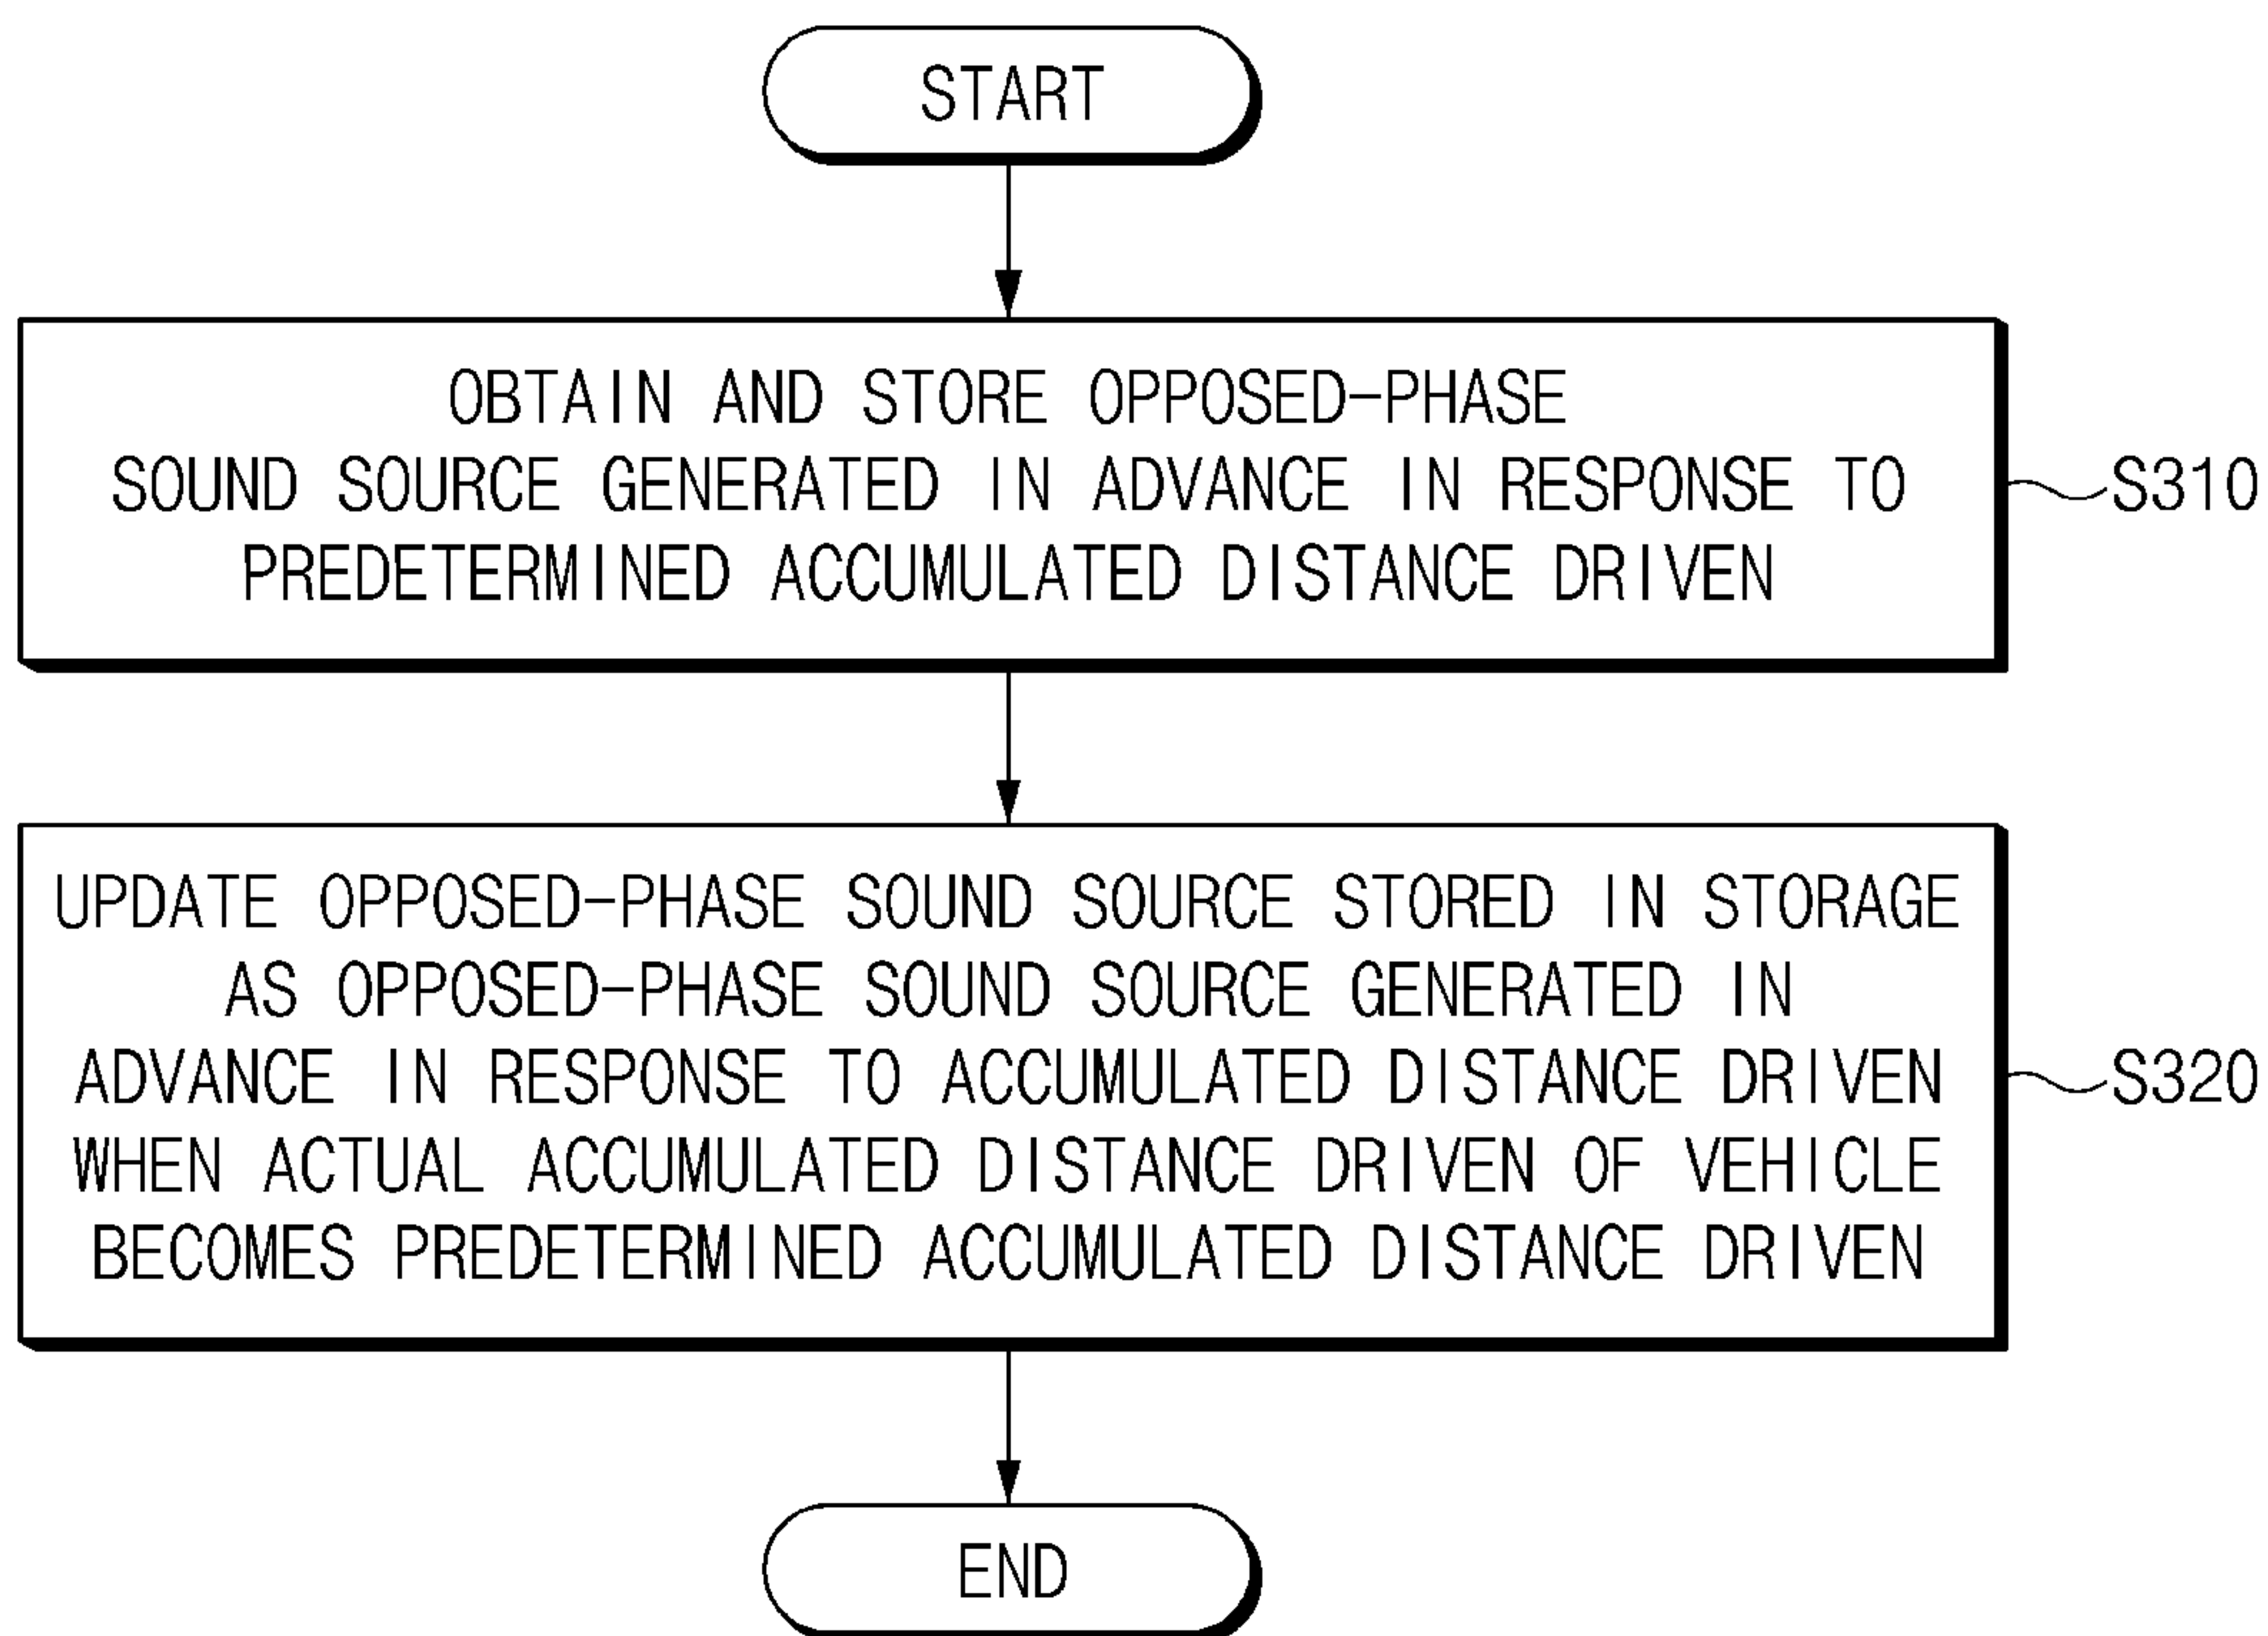 START
OBTAIN AND STORE OPPOSED-PHASE
SOUND SOURCE GENERATED IN ADVANCE IN RESPONSE TO
PREDETERMINED ACCUMULATED DISTANCE DRIVEN
S310
UPDATE OPPOSED-PHASE SOUND SOURCE STORED IN STORAGE
AS OPPOSED-PHASE SOUND SOURCE GENERATED IN
ADVANCE IN RESPONSE TO ACCUMULATED DISTANCE DRIVEN
WHEN ACTUAL ACCUMULATED DISTANCE DRIVEN OF VEHICLE
BECOMES PREDETERMINED ACCUMULATED DISTANCE DRIVEN
S320
END